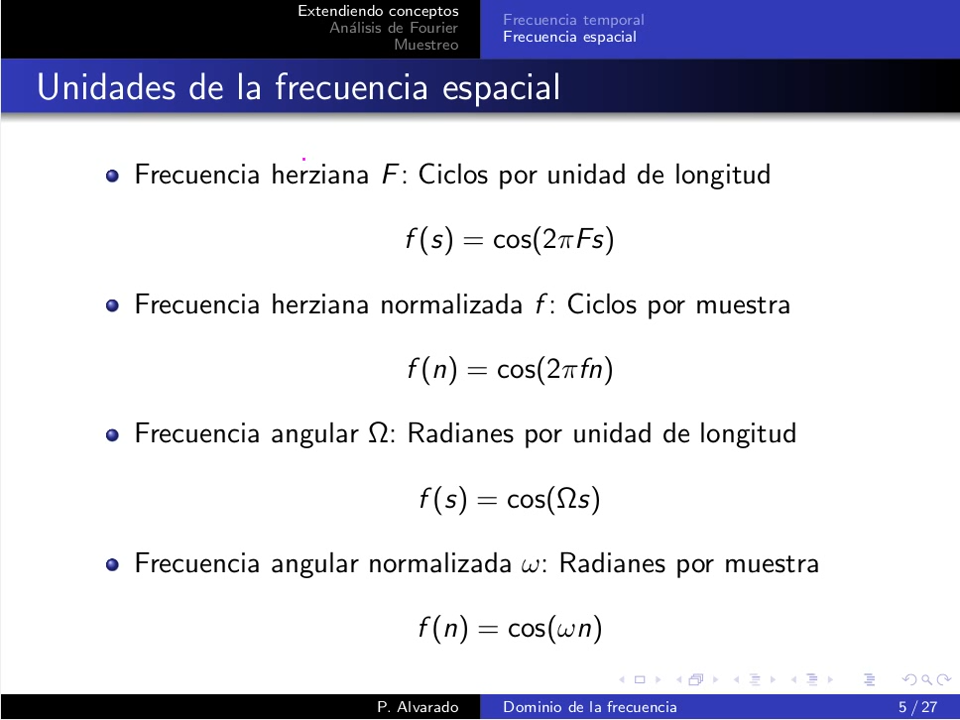 Extendiendo conceptos
Análisis de Fourier
Muestreo
Frecuencia temporal
Frecuencia espacial
Unidades de la frecuencia espacial
Frecuencia herziana F: Ciclos por unidad de longitud
f(s) = cos(2πFs)
Frecuencia herziana normalizada f: Ciclos por muestra
f(n) = cos(2πfn)
Frecuencia angular Ω: Radianes por unidad de longitud
f(s) = cos(Ωs)
Frecuencia angular normalizada ω: Radianes por muestra
f(n) = cos(ωn)
P. Alvarado
Dominio de la frecuencia
5 / 27